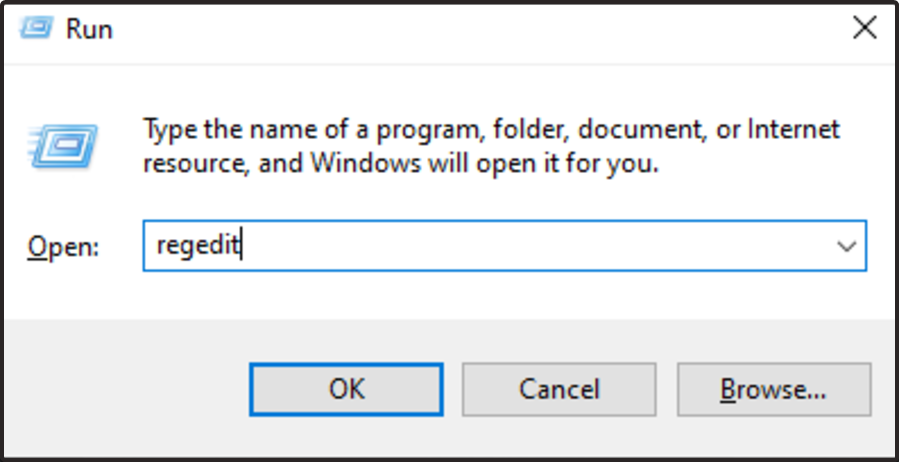 Run
Type the name of a program, folder, document, or Internet
resource, and Windows will open it for you.
Open: regedit
OK Cancel Browse...